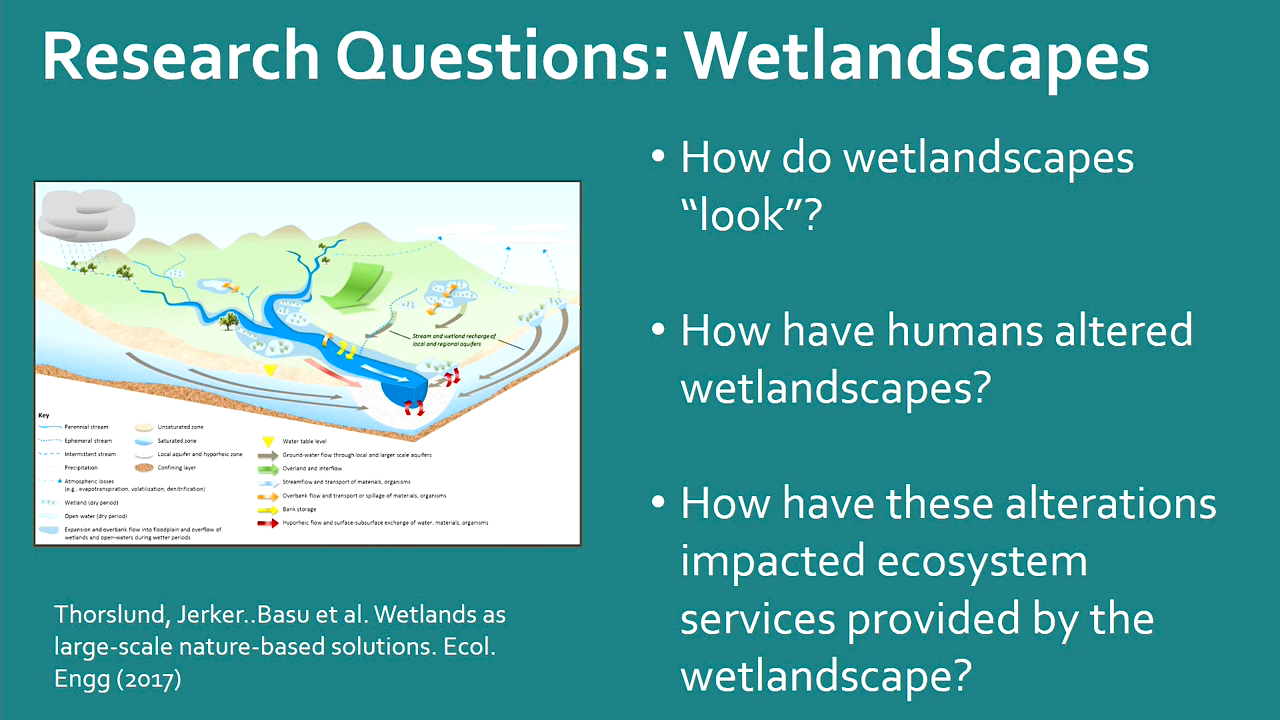 Research Questions: Wetlandscapes
• How do wetlandscapes
“look”?
• How have humans altered
wetlandscapes?
• How have these alterations
impacted ecosystem
services provided by the
wetlandscape?
Stream and wetland recharge of
local and regional aquifers
Key
Perennial stream
Ephemeral stream
Intermittent stream
Precipitation
Atmospheric losses
(e.g., evapotranspiration, volatilization, denitrification)
Wetland (dry period)
Open water (dry period)
Expansion and overbank flow into floodplain and overflow of
wetlands and open-waters during wetter periods
Unsaturated zone
Saturated zone
Local aquifer and hyporheic zone
Confining layer
Water table level
Ground-water flow through local and larger scale aquifers
Overland and interflow
Streamflow and transport of materials, organisms
Overbank flow and transport or spillage of materials, organisms
Bank storage
Hyporheic flow and surface-subsurface exchange of water, materials, organisms
Thorslund, Jerker..Basu et al. Wetlands as
large-scale nature-based solutions. Ecol.
Engg (2017)